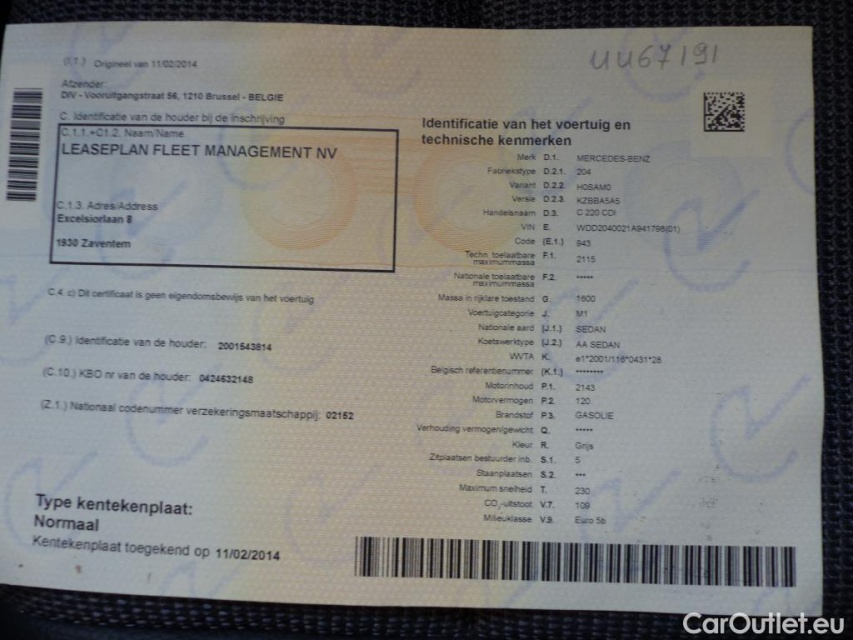 UU67191
(I.1.) Origineel van 11/02/2014
Afzender:
DIV - Vooruitgangstraat 56, 1210 Brussel - BELGIE
C. Identificatie van de houder bij de inschrijving
C.1.1.+C1.2. Naam/Name
LEASEPLAN FLEET MANAGEMENT NV
C.1.3. Adres/Address
Excelsiorlaan 8
1930 Zaventem
C.4. c) Dit certificaat is geen eigendomsbewijs van het voertuig
(C.9.) Identificatie van de houder: 2001543814
(C.10.) KBO nr van de houder: 0424632148
(Z.1.) Nationaal codenummer verzekeringsmaatschappij: 02152
Type kentekenplaat:
Normaal
Kentekenplaat toegekend op 11/02/2014
Identificatie van het voertuig en
technische kenmerken
Merk D.1. MERCEDES-BENZ
Fabriekstype D.2.1. 204
Variant D.2.2. H0SAM0
Versie D.2.3. KZBBA5A5
Handelsnaam D.3. C 220 CDI
VIN E. WDD2040021A941798(01)
Code (E.1.) 943
Techn. toelaatbare
maximummassa F.1. 2115
Nationale toelaatbare
maximummassa F.2. *****
Massa in rijklare toestand G. 1600
Voertuigcategorie J. M1
Nationale aard (J.1.) SEDAN
Koetswerktype (J.2.) AA SEDAN
WVTA K. e1*2001/116*0431*28
Belgisch referentienummer (K.1.) ********
Motorinhoud P.1. 2143
Motorvermogen P.2. 120
Brandstof P.3. GASOLIE
Verhouding vermogen/gewicht Q. *****
Kleur R. Grijs
Zitplaatsen bestuurder inb. S.1. 5
Staanplaatsen S.2. ***
Maximum snelheid T. 230
CO2-uitstoot V.7. 109
Milieuklasse V.9. Euro 5b
CarOutlet.eu